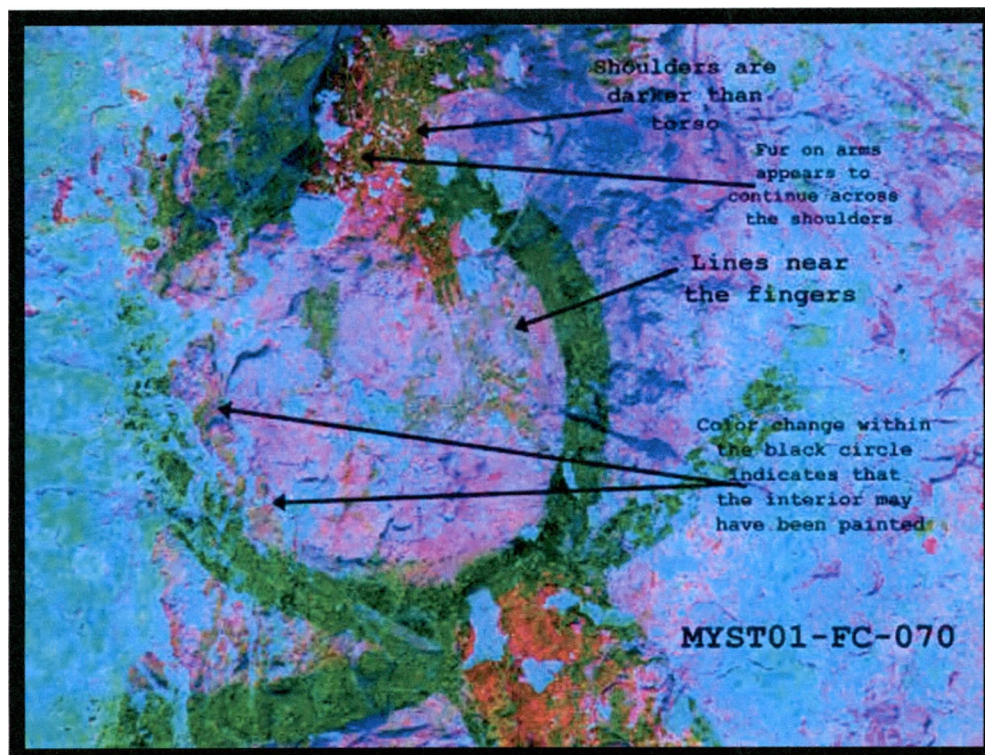 Shoulders are
darker than
torso
Fur on arms
appears to
continue across
the shoulders
Lines near
the fingers
Color change within
the black circle
indicates that
the interior may
have been painted
MYST01-FC-070